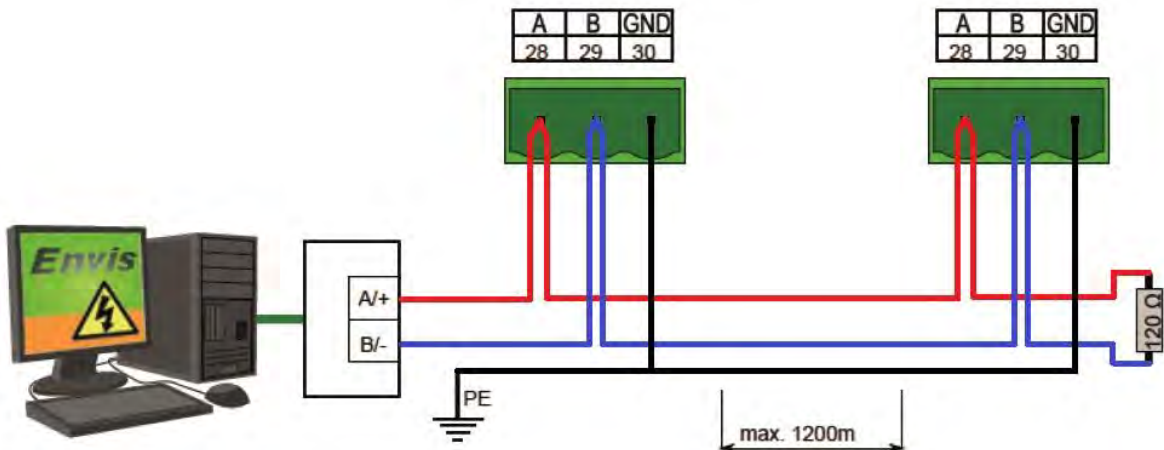 A B GND
28 29 30
A B GND
28 29 30
Envis
A/+
B/-
120 Ω
PE
max. 1200m